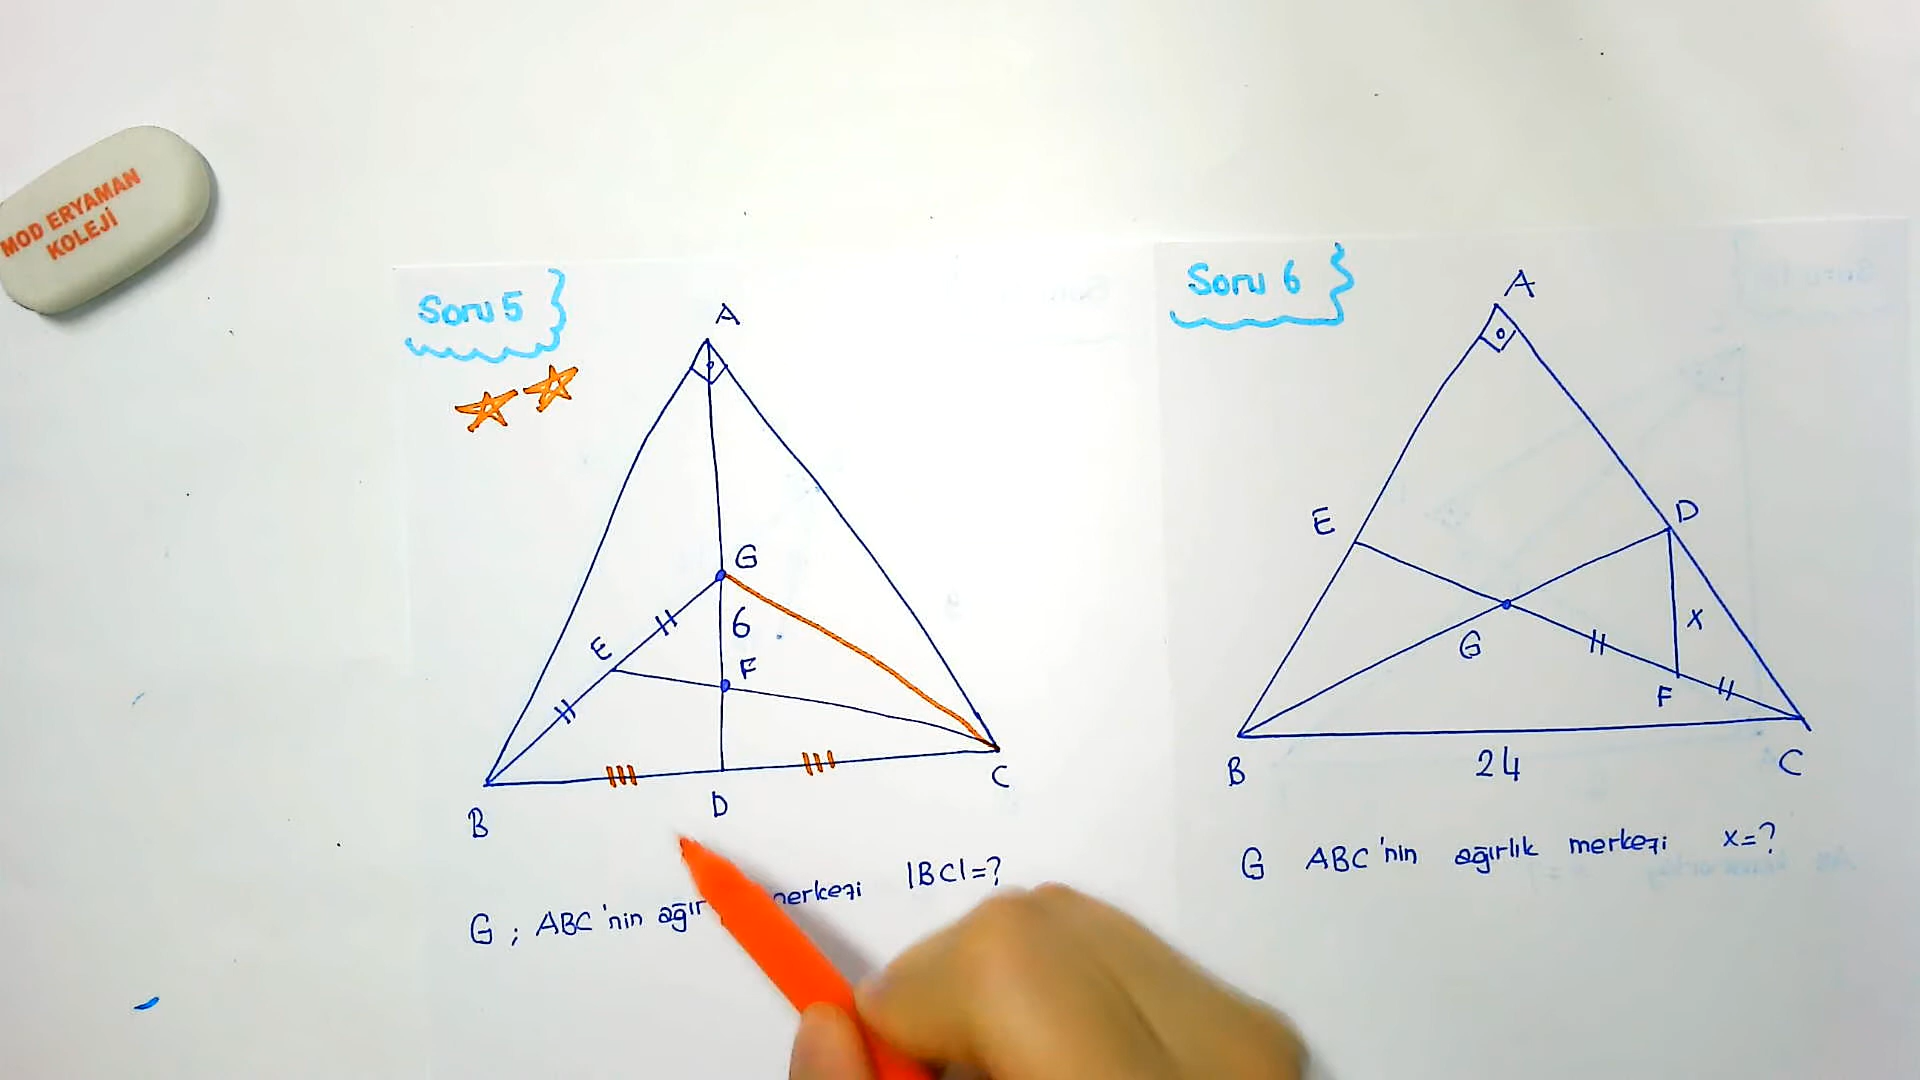 MOD ERYAMAN
KOLEJİ
Soru 5
A
G
6
E
F
B
D
C
G ; ABC'nin ağır merkezi |BC|=?
Soru 6
A
E
D
G
x
F
B
24
C
G ABC'nin ağırlık merkezi x=?